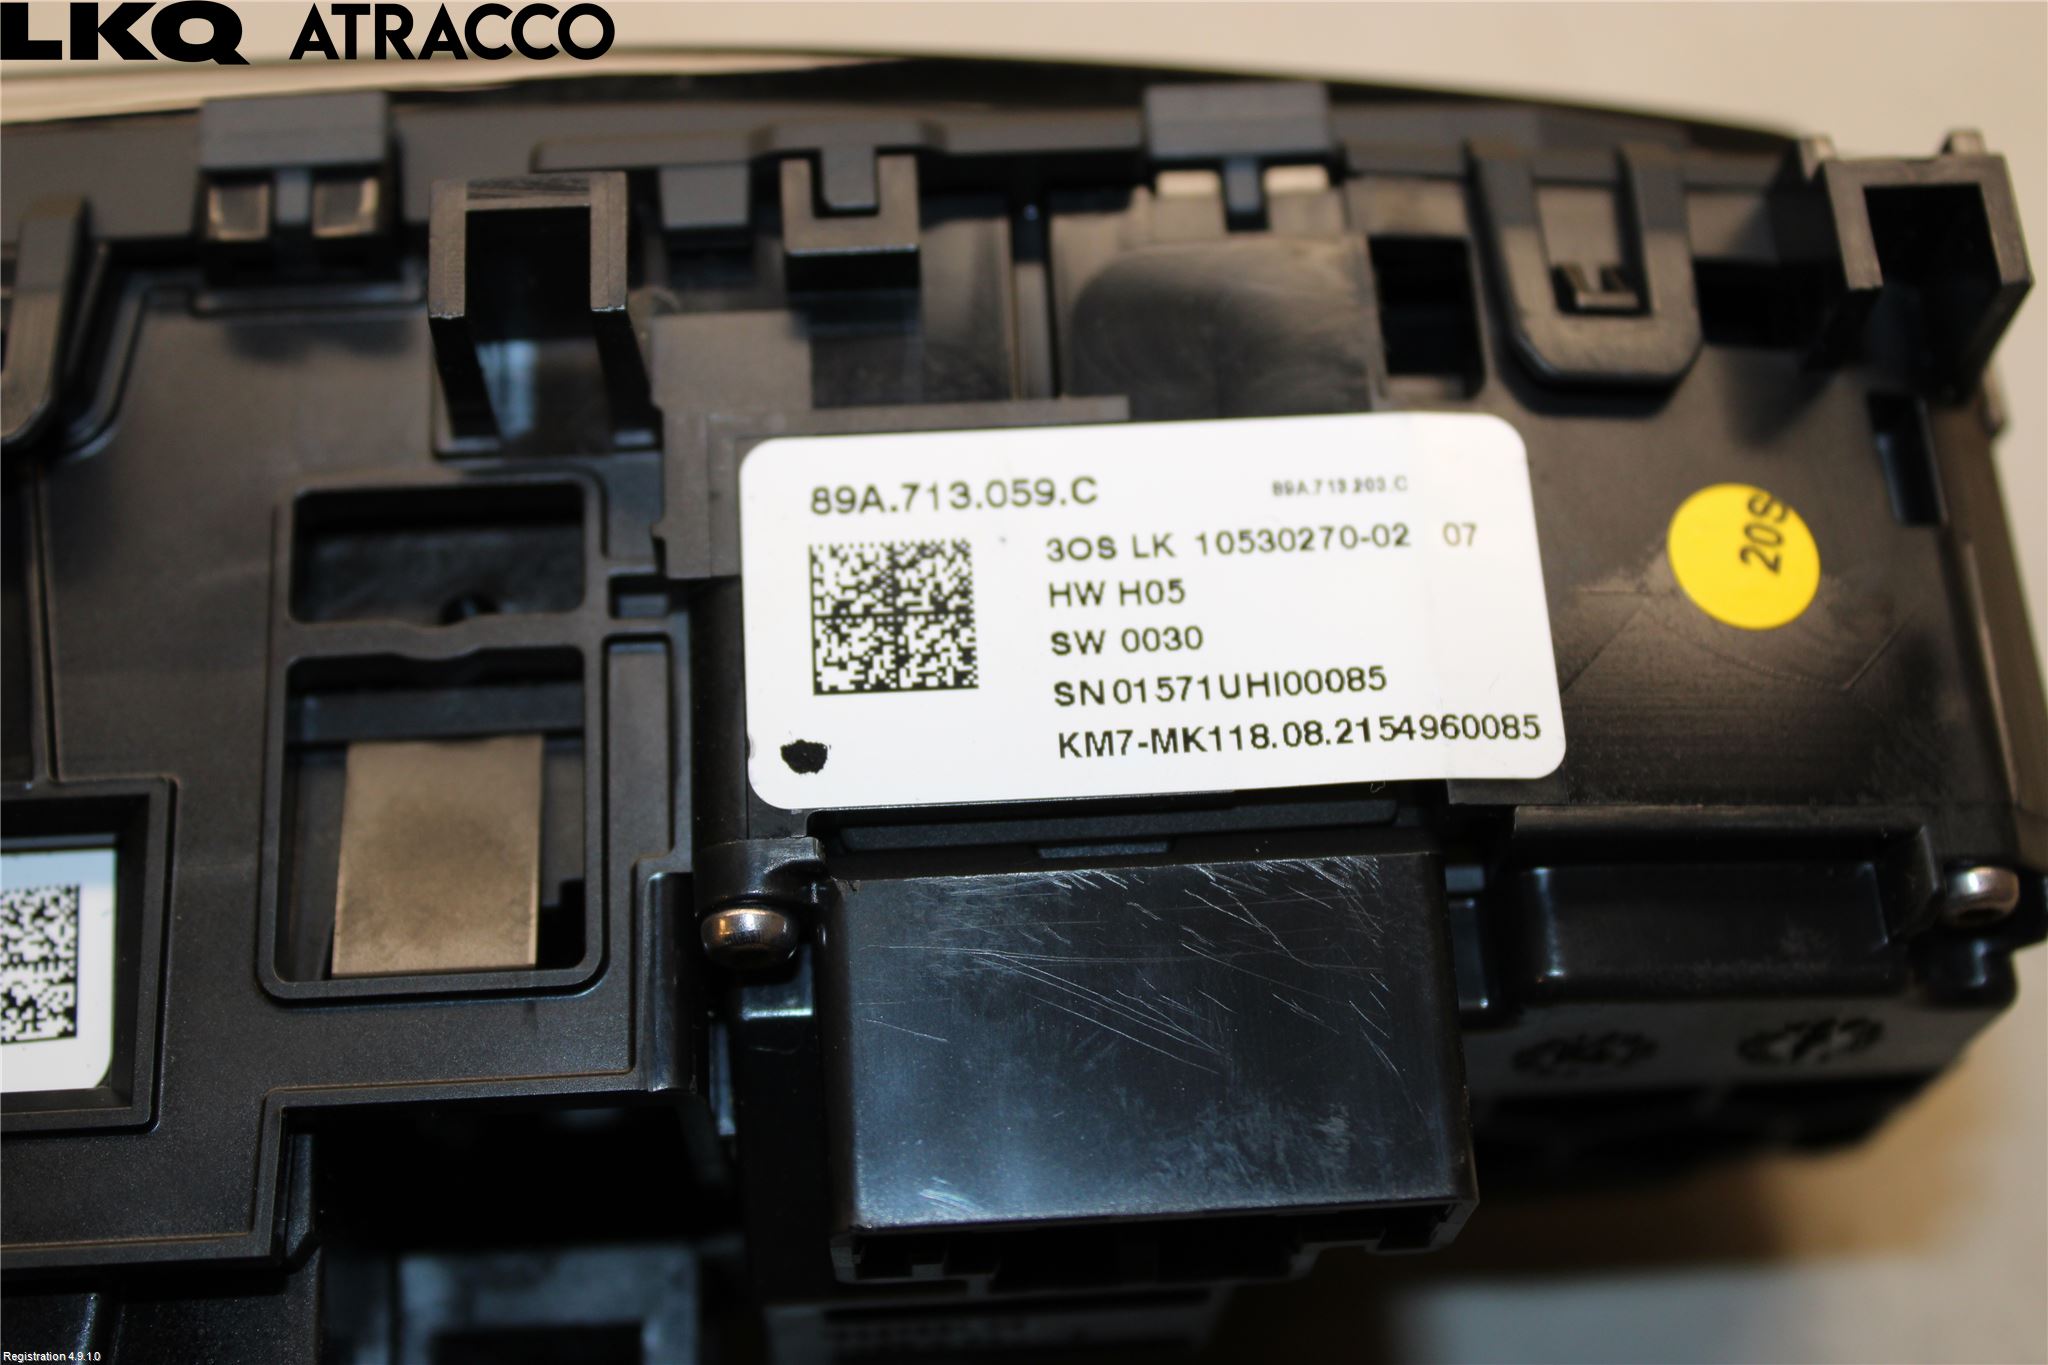 LKQ ATRACCO
89A.713.059.C
89A.713.203.C
3OS LK 10530270-02 07
HW H05
SW 0030
SN01571UHI00085
KM7-MK118.08.2154960085
20S
Registration 4.9.1.0